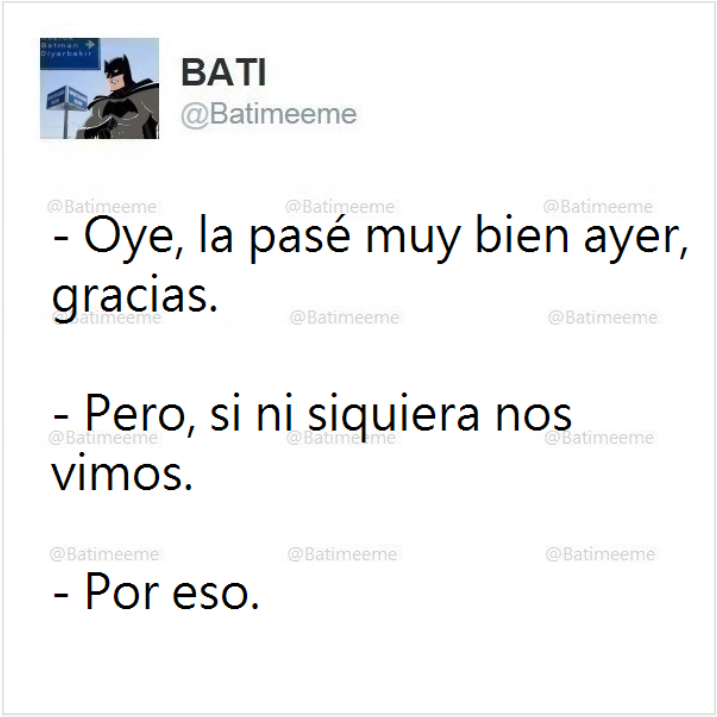 Batman
Diyarbakır
BATI
@Batimeeme
@Batimeeme @Batimeeme @Batimeeme
- Oye, la pasé muy bien ayer,
gracias.
@Batimeeme @Batimeeme @Batimeeme
- Pero, si ni siquiera nos
@Batimeeme @Batimeeme @Batimeeme
vimos.
@Batimeeme @Batimeeme @Batimeeme
- Por eso.